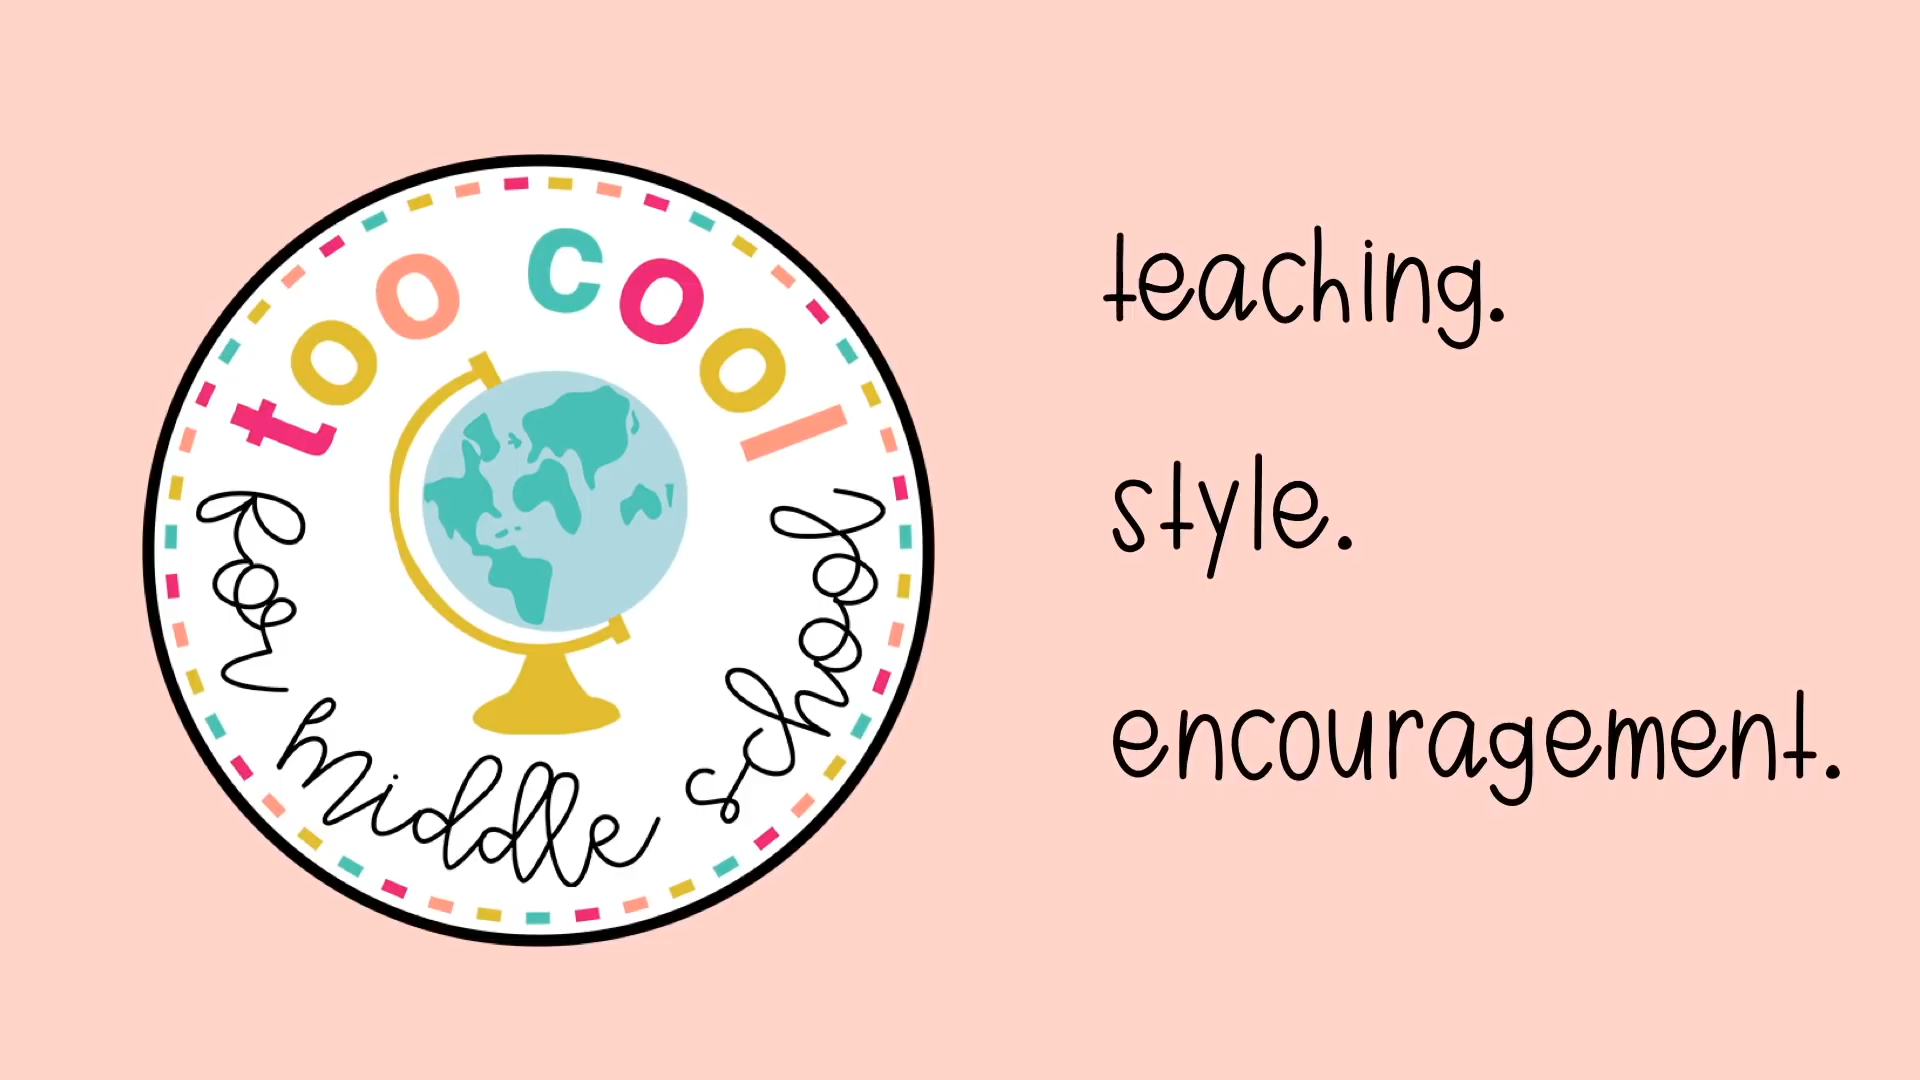 too cool
for middle school
teaching.
style.
encouragement.